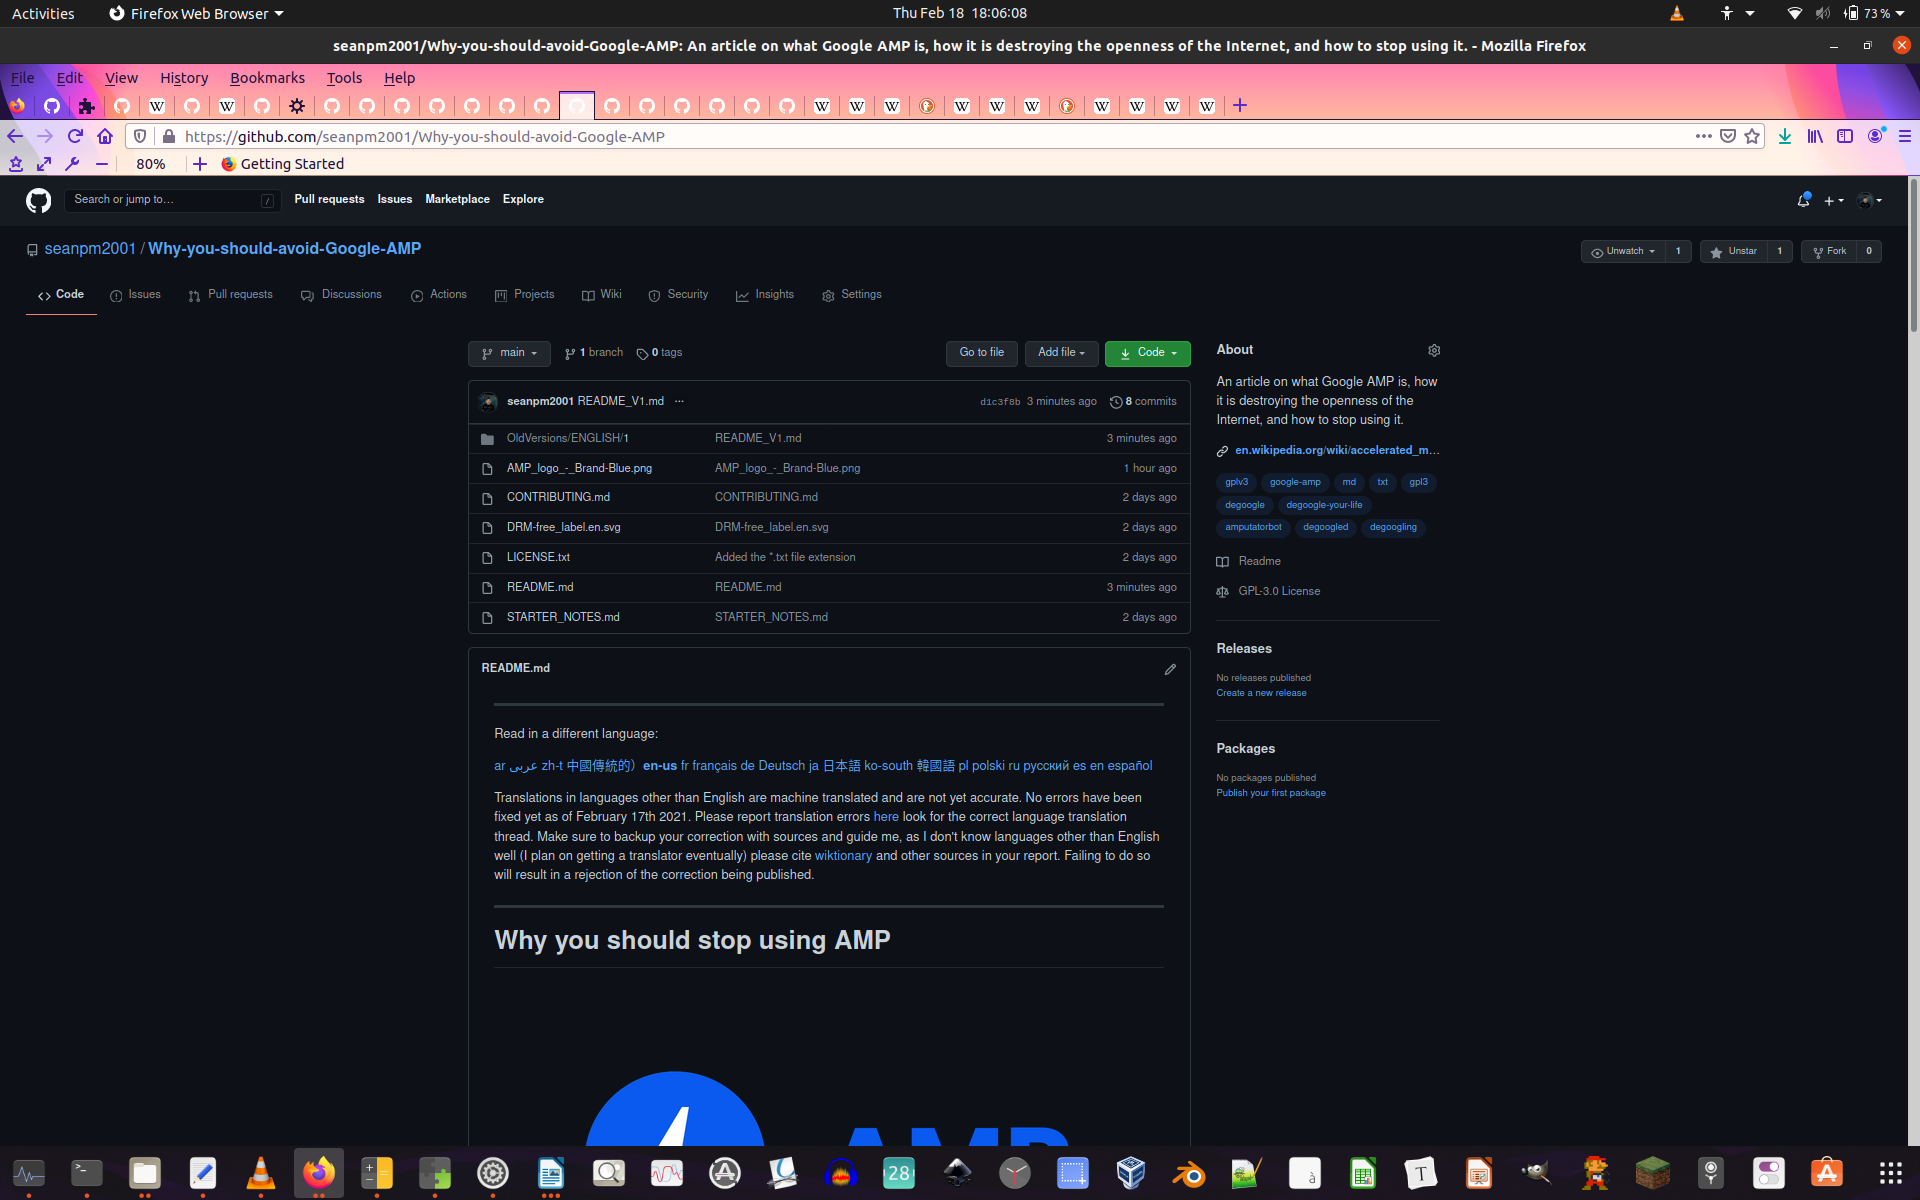 Activities Firefox Web Browser Thu Feb 18 18:06:08 73 %
seanpm2001/Why-you-should-avoid-Google-AMP: An article on what Google AMP is, how it is destroying the openness of the Internet, and how to stop using it. - Mozilla Firefox
File Edit View History Bookmarks Tools Help
https://github.com/seanpm2001/Why-you-should-avoid-Google-AMP
80% Getting Started
Search or jump to… / Pull requests Issues Marketplace Explore
seanpm2001 / Why-you-should-avoid-Google-AMP Unwatch 1 Unstar 1 Fork 0
Code Issues Pull requests Discussions Actions Projects Wiki Security Insights Settings
main 1 branch 0 tags Go to file Add file Code
seanpm2001 README_V1.md ... d1c3f8b 3 minutes ago 8 commits
OldVersions/ENGLISH/1 README_V1.md 3 minutes ago
AMP_logo_-_Brand-Blue.png AMP_logo_-_Brand-Blue.png 1 hour ago
CONTRIBUTING.md CONTRIBUTING.md 2 days ago
DRM-free_label.en.svg DRM-free_label.en.svg 2 days ago
LICENSE.txt Added the *.txt file extension 2 days ago
README.md README.md 3 minutes ago
STARTER_NOTES.md STARTER_NOTES.md 2 days ago
About
An article on what Google AMP is, how
it is destroying the openness of the
Internet, and how to stop using it.
en.wikipedia.org/wiki/accelerated_m...
gplv3 google-amp md txt gpl3
degoogle degoogle-your-life
amputatorbot degoogled degoogling
Readme
GPL-3.0 License
Releases
No releases published
Create a new release
Packages
No packages published
Publish your first package
README.md
Read in a different language:
ar عربى zh-t 中國傳統的） en-us fr français de Deutsch ja 日本語 ko-south 韓國語 pl polski ru русский es en español
Translations in languages other than English are machine translated and are not yet accurate. No errors have been
fixed yet as of February 17th 2021. Please report translation errors here look for the correct language translation
thread. Make sure to backup your correction with sources and guide me, as I don't know languages other than English
well (I plan on getting a translator eventually) please cite wiktionary and other sources in your report. Failing to do so
will result in a rejection of the correction being published.
Why you should stop using AMP
AMP
28